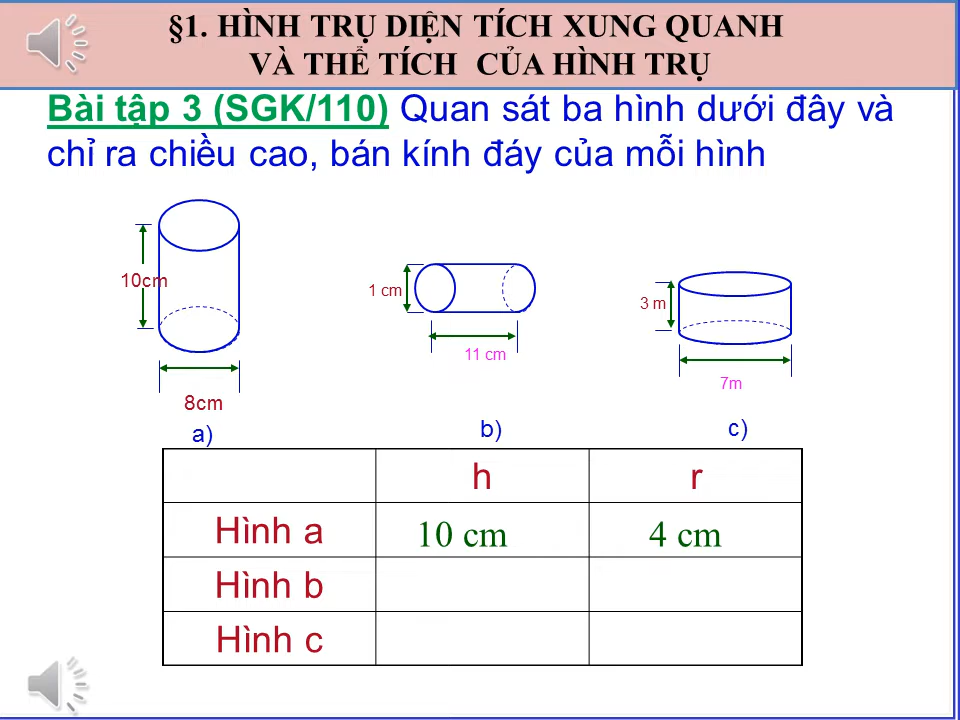 §1. HÌNH TRỤ DIỆN TÍCH XUNG QUANH
VÀ THỂ TÍCH CỦA HÌNH TRỤ
Bài tập 3 (SGK/110) Quan sát ba hình dưới đây và
chỉ ra chiều cao, bán kính đáy của mỗi hình
10cm
8cm
a)
1 cm
11 cm
b)
3 m
7m
c)
h r
Hình a 10 cm 4 cm
Hình b
Hình c